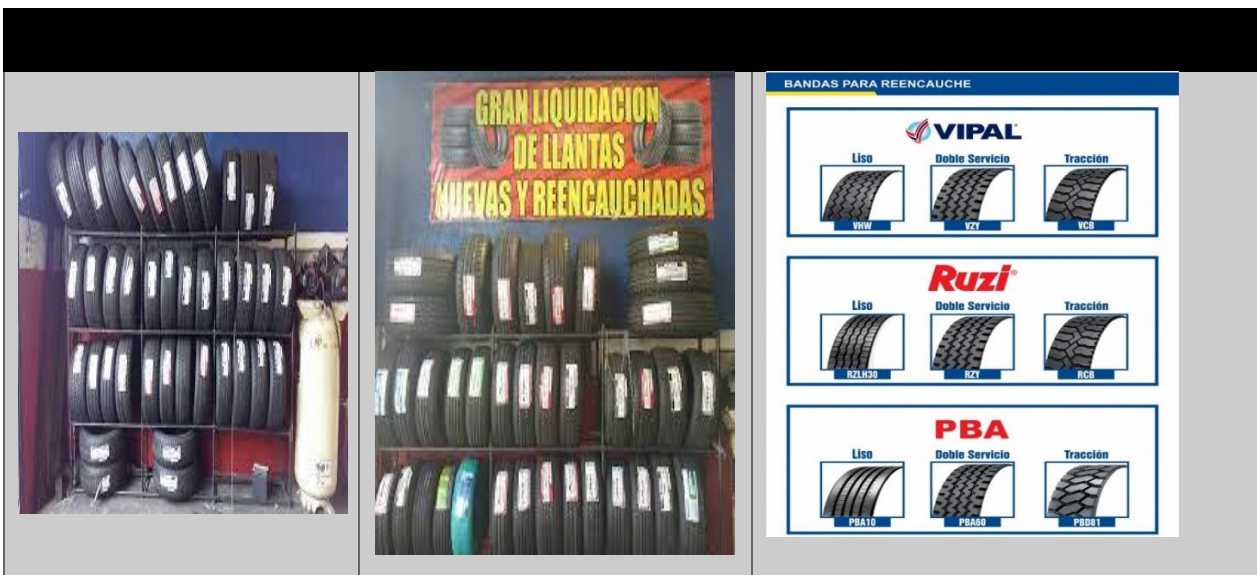 GRAN LIQUIDACION
DE LLANTAS
NUEVAS Y REENCAUCHADAS
BANDAS PARA REENCAUCHE
VIPAL
Liso Doble Servicio Tracción
VHW VZY VCB
Ruzi
Liso Doble Servicio Tracción
RZLH30 RZY RCB
PBA
Liso Doble Servicio Tracción
PBA10 PBA60 PBD81